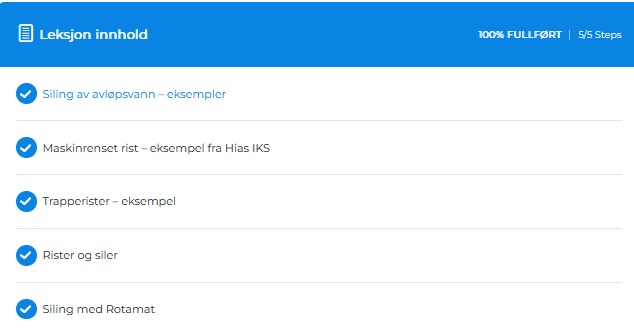 Leksjon innhold
100% FULLFØRT | 5/5 Steps
Siling av avløpsvann – eksempler
Maskinrenset rist – eksempel fra Hias IKS
Trapperister – eksempel
Rister og siler
Siling med Rotamat